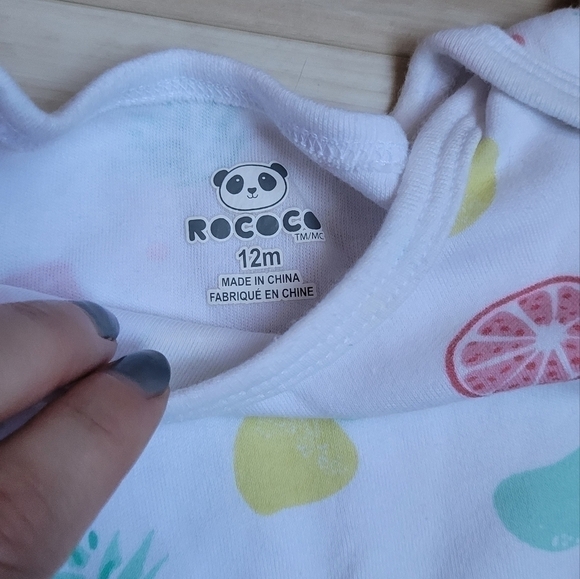 ROCOCO
TM/MC
12m
MADE IN CHINA
FABRIQUÉ EN CHINE